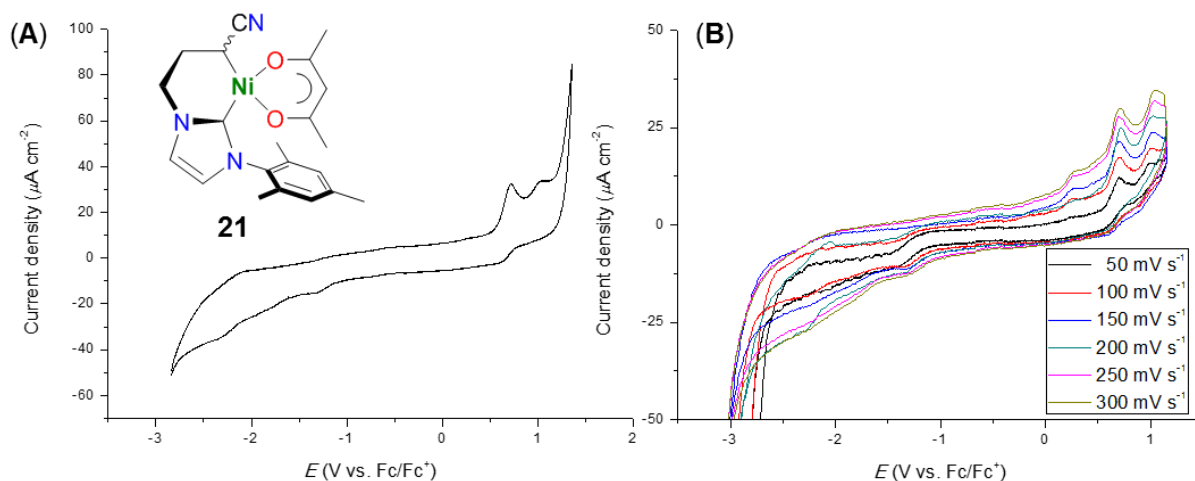 (A)
CN
O
Ni
O
N
N
21
100
80
60
40
20
0
-20
-40
-60
Current density (μA cm⁻²)
-3
-2
-1
0
1
2
E (V vs. Fc/Fc⁺)
(B)
50
25
0
-25
-50
Current density (μA cm⁻²)
50 mV s⁻¹
100 mV s⁻¹
150 mV s⁻¹
200 mV s⁻¹
250 mV s⁻¹
300 mV s⁻¹
-3
-2
-1
0
1
E (V vs. Fc/Fc⁺)